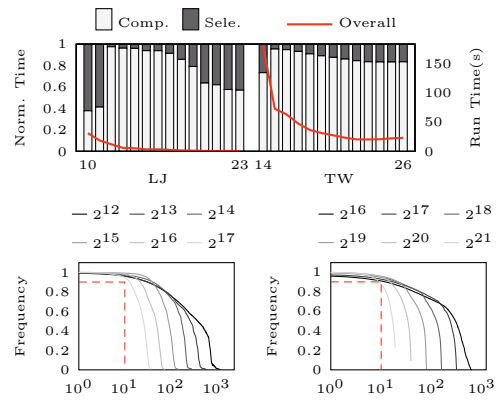 Comp. Sele. Overall
Norm. Time
1
0.8
0.6
0.4
0.2
0
150
100
50
0
Run Time(s)
10 23 14 26
LJ TW
2^12 2^13 2^14
2^15 2^16 2^17
Frequency
1
0.8
0.6
0.4
0.2
0
10^0 10^1 10^2 10^3
2^16 2^17 2^18
2^19 2^20 2^21
Frequency
1
0.8
0.6
0.4
0.2
0
10^0 10^1 10^2 10^3